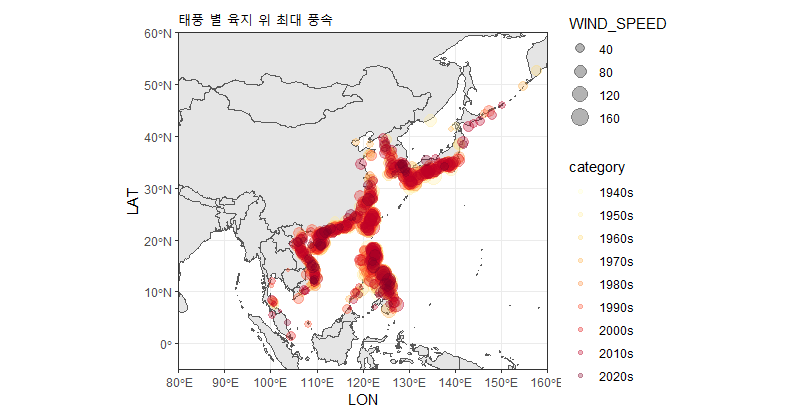 태풍 별 육지 위 최대 풍속
60°N
50°N
40°N
30°N
20°N
10°N
0°
LAT
80°E
90°E
100°E
110°E
120°E
130°E
140°E
150°E
160°E
LON
WIND_SPEED
40
80
120
160
category
1940s
1950s
1960s
1970s
1980s
1990s
2000s
2010s
2020s